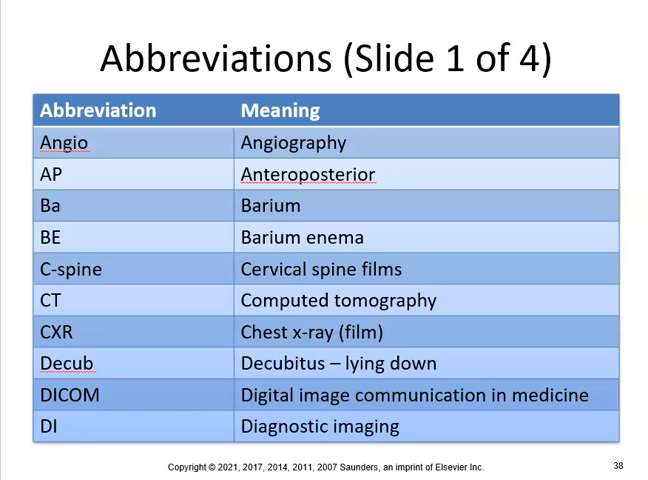 Abbreviations (Slide 1 of 4)
Abbreviation Meaning
Angio Angiography
AP Anteroposterior
Ba Barium
BE Barium enema
C-spine Cervical spine films
CT Computed tomography
CXR Chest x-ray (film)
Decub Decubitus – lying down
DICOM Digital image communication in medicine
DI Diagnostic imaging
Copyright © 2021, 2017, 2014, 2011, 2007 Saunders, an imprint of Elsevier Inc. 38